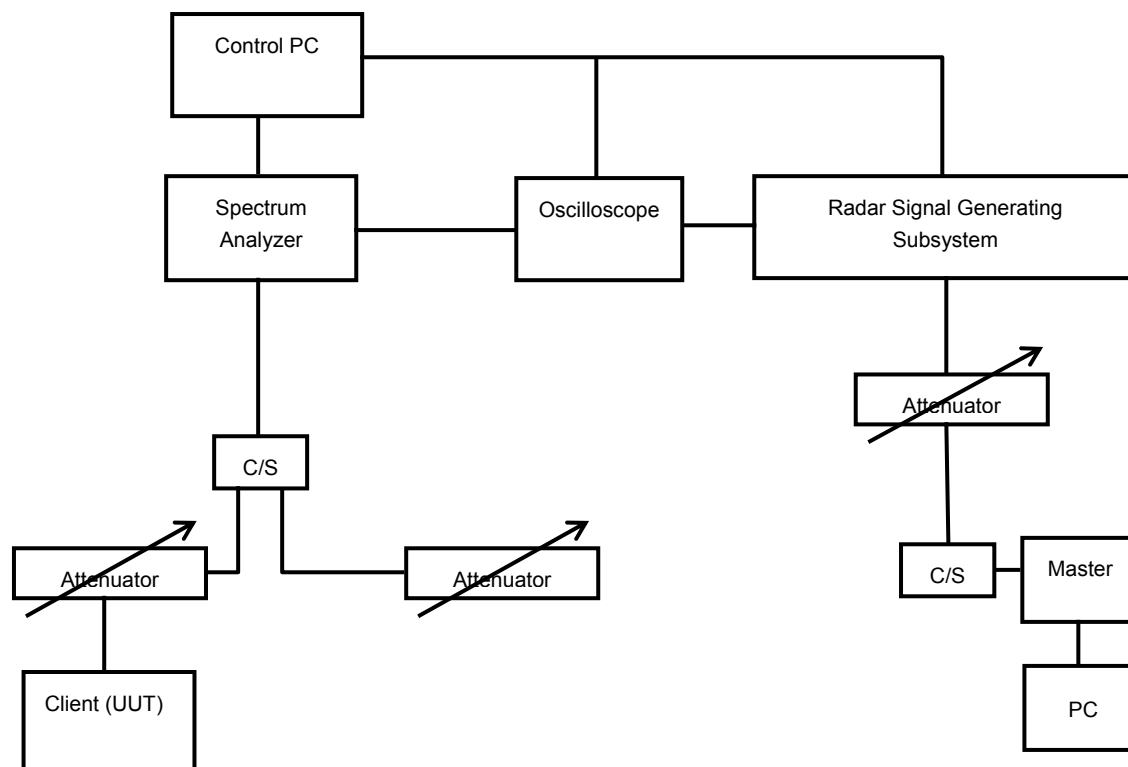 Control PC
Spectrum
Analyzer
Oscilloscope
Radar Signal Generating
Subsystem
Attenuator
C/S
Attenuator
Attenuator
C/S
Master
Client (UUT)
PC